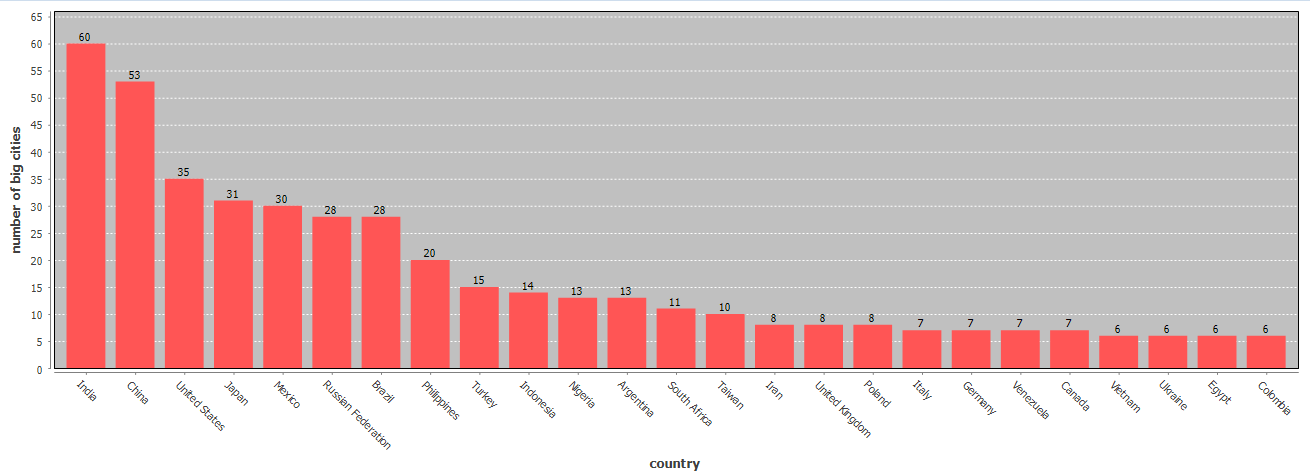 65
60
55
50
45
40
35
30
25
20
15
10
5
0
number of big cities
60
53
35
31
30
28
28
20
15
14
13
13
11
10
8
8
8
7
7
7
7
6
6
6
6
India
China
United States
Japan
Mexico
Russian Federation
Brazil
Philippines
Turkey
Indonesia
Nigeria
Argentina
South Africa
Taiwan
Iran
United Kingdom
Poland
Italy
Germany
Venezuela
Canada
Vietnam
Ukraine
Egypt
Colombia
country